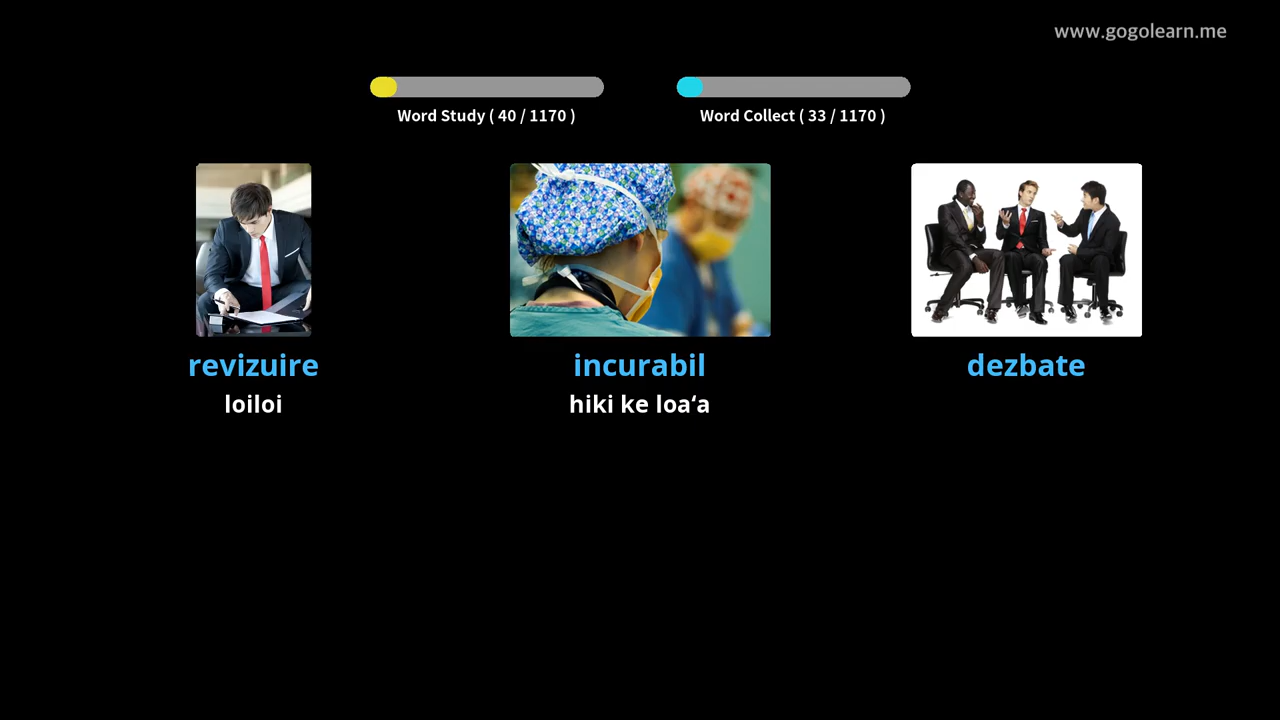 www.gogolearn.me
Word Study ( 40 / 1170 )
Word Collect ( 33 / 1170 )
revizuire
incurabil
dezbate
loiloi
hiki ke loaʻa